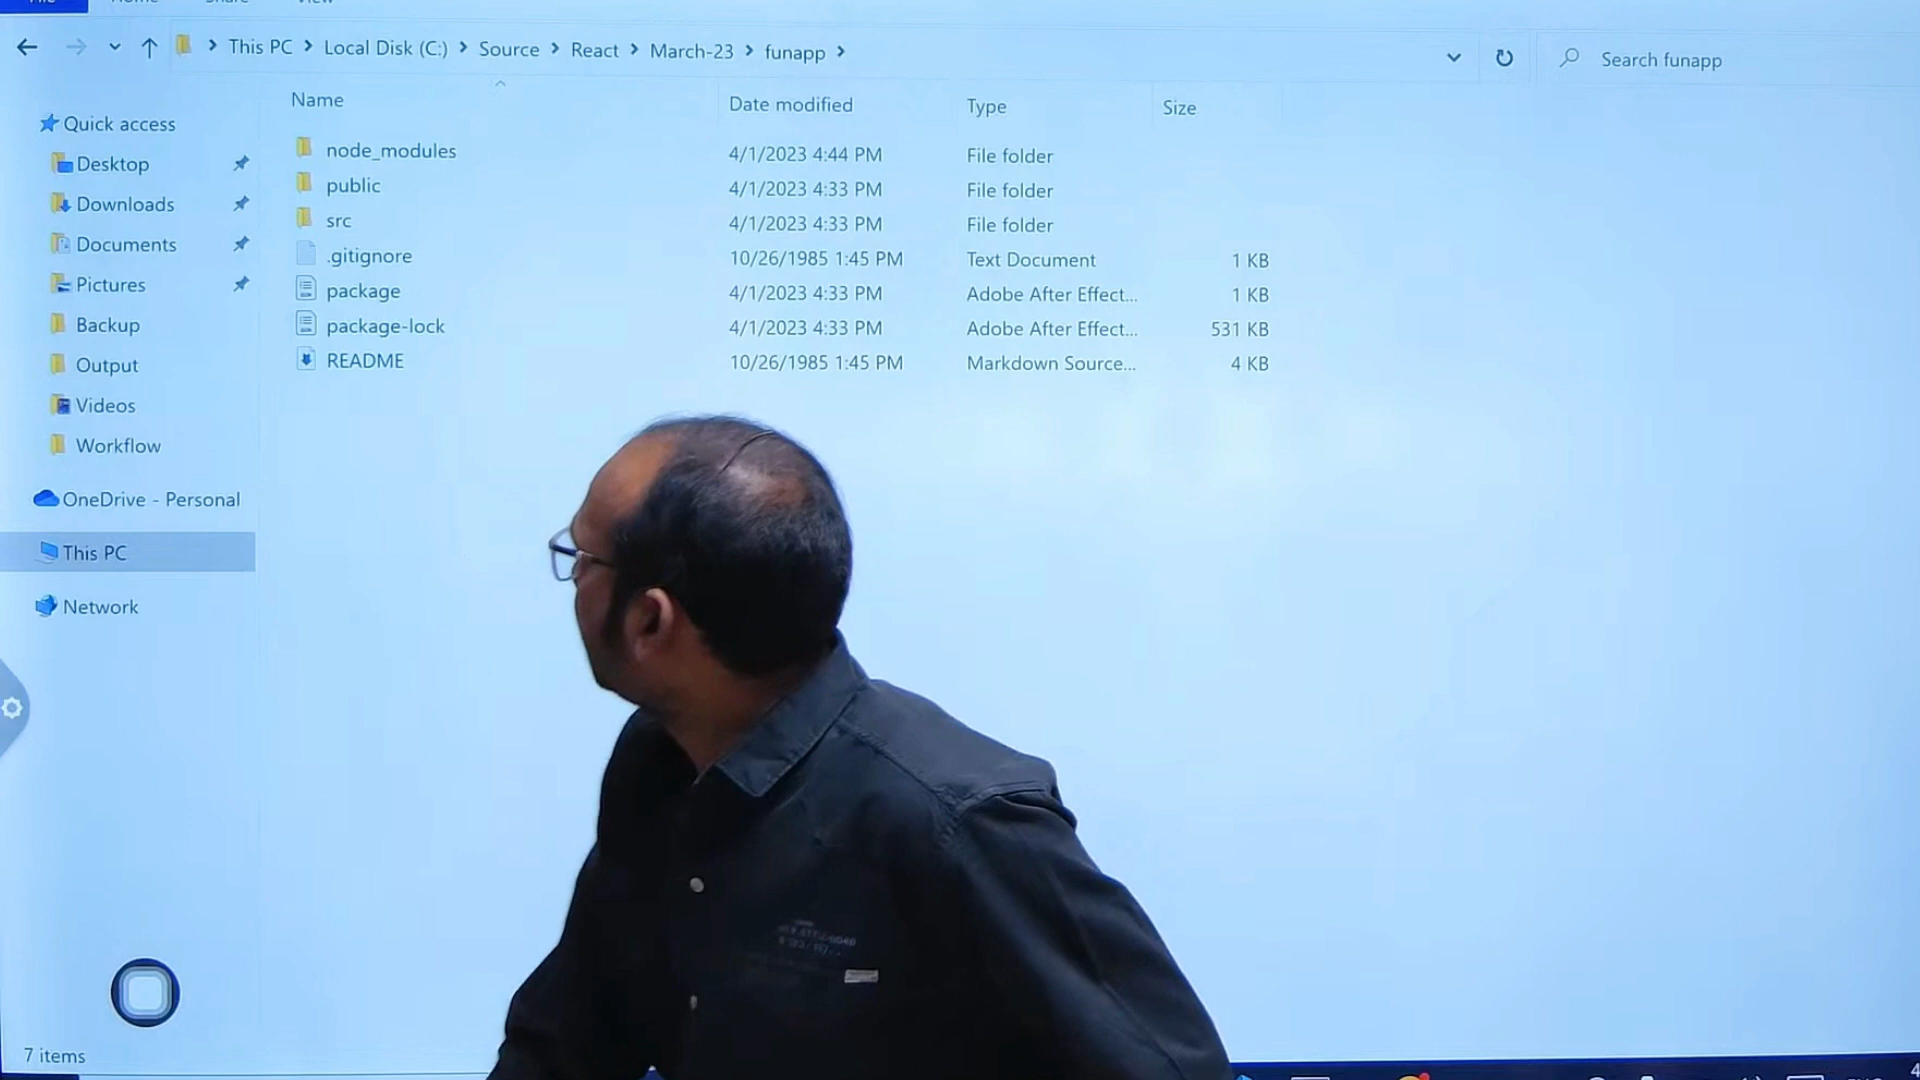 File Home Share View
This PC > Local Disk (C:) > Source > React > March-23 > funapp >
Search funapp
Name Date modified Type Size
Quick access
Desktop
Downloads
Documents
Pictures
Backup
Output
Videos
Workflow
OneDrive - Personal
This PC
Network
node_modules 4/1/2023 4:44 PM File folder
public 4/1/2023 4:33 PM File folder
src 4/1/2023 4:33 PM File folder
.gitignore 10/26/1985 1:45 PM Text Document 1 KB
package 4/1/2023 4:33 PM Adobe After Effect... 1 KB
package-lock 4/1/2023 4:33 PM Adobe After Effect... 531 KB
README 10/26/1985 1:45 PM Markdown Source... 4 KB
7 items